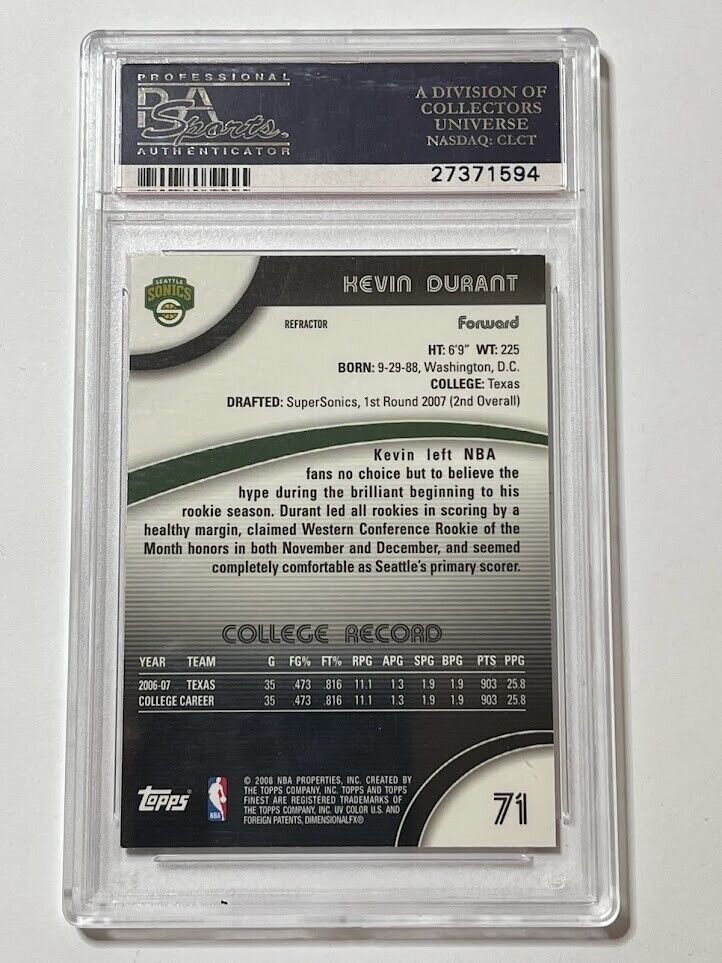 PROFESSIONAL
PSA
Sports
AUTHENTICATOR
A DIVISION OF
COLLECTORS
UNIVERSE
NASDAQ: CLCT
27371594
SEATTLE
SONICS
KEVIN DURANT
REFRACTOR
Forward
HT: 6'9" WT: 225
BORN: 9-29-88, Washington, D.C.
COLLEGE: Texas
DRAFTED: SuperSonics, 1st Round 2007 (2nd Overall)
Kevin left NBA
fans no choice but to believe the
hype during the brilliant beginning to his
rookie season. Durant led all rookies in scoring by a
healthy margin, claimed Western Conference Rookie of the
Month honors in both November and December, and seemed
completely comfortable as Seattle's primary scorer.
COLLEGE RECORD
YEAR TEAM G FG% FT% RPG APG SPG BPG PTS PPG
2006-07 TEXAS 35 .473 .816 11.1 1.3 1.9 1.9 903 25.8
COLLEGE CAREER 35 .473 .816 11.1 1.3 1.9 1.9 903 25.8
Topps
NBA
© 2008 NBA PROPERTIES, INC. CREATED BY
THE TOPPS COMPANY, INC. TOPPS AND TOPPS
FINEST ARE REGISTERED TRADEMARKS OF
THE TOPPS COMPANY, INC. UV COLOR U.S. AND
FOREIGN PATENTS, DIMENSIONALFX®
71